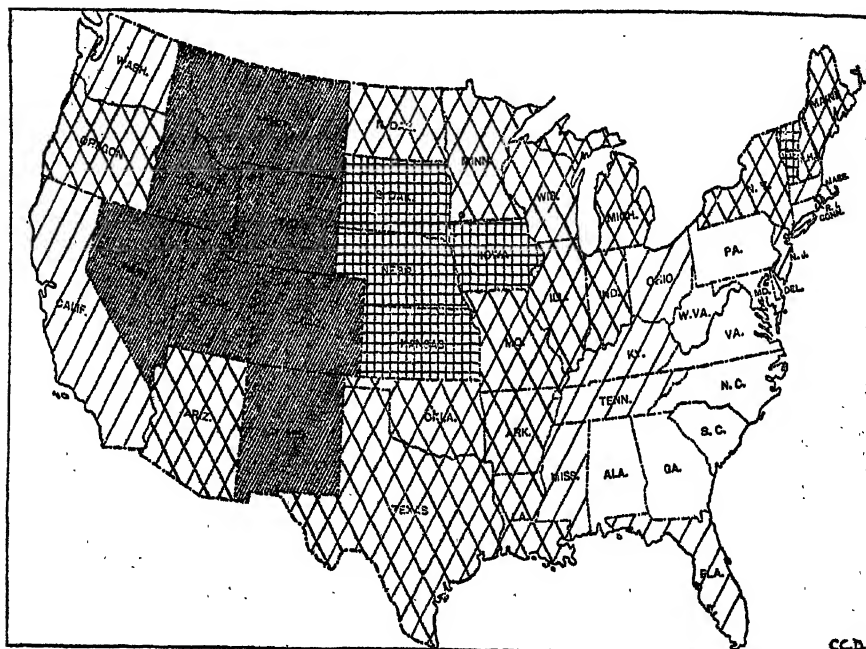 WASH.
OREGON
CALIF.
ARIZ.
N. DAK.
S. DAK.
NEBR.
KANSAS
OKLA.
TEXAS
MINN.
IOWA
MO.
ARK.
LA.
WIS.
ILL.
MICH.
IND.
OHIO
KY.
TENN.
MISS.
ALA.
GA.
FLA.
S. C.
N. C.
VA.
W.VA.
PA.
MD.
DEL.
N.J.
N. Y.
CONN.
R. I.
MASS.
N.H.
MAINE
C.C.D.